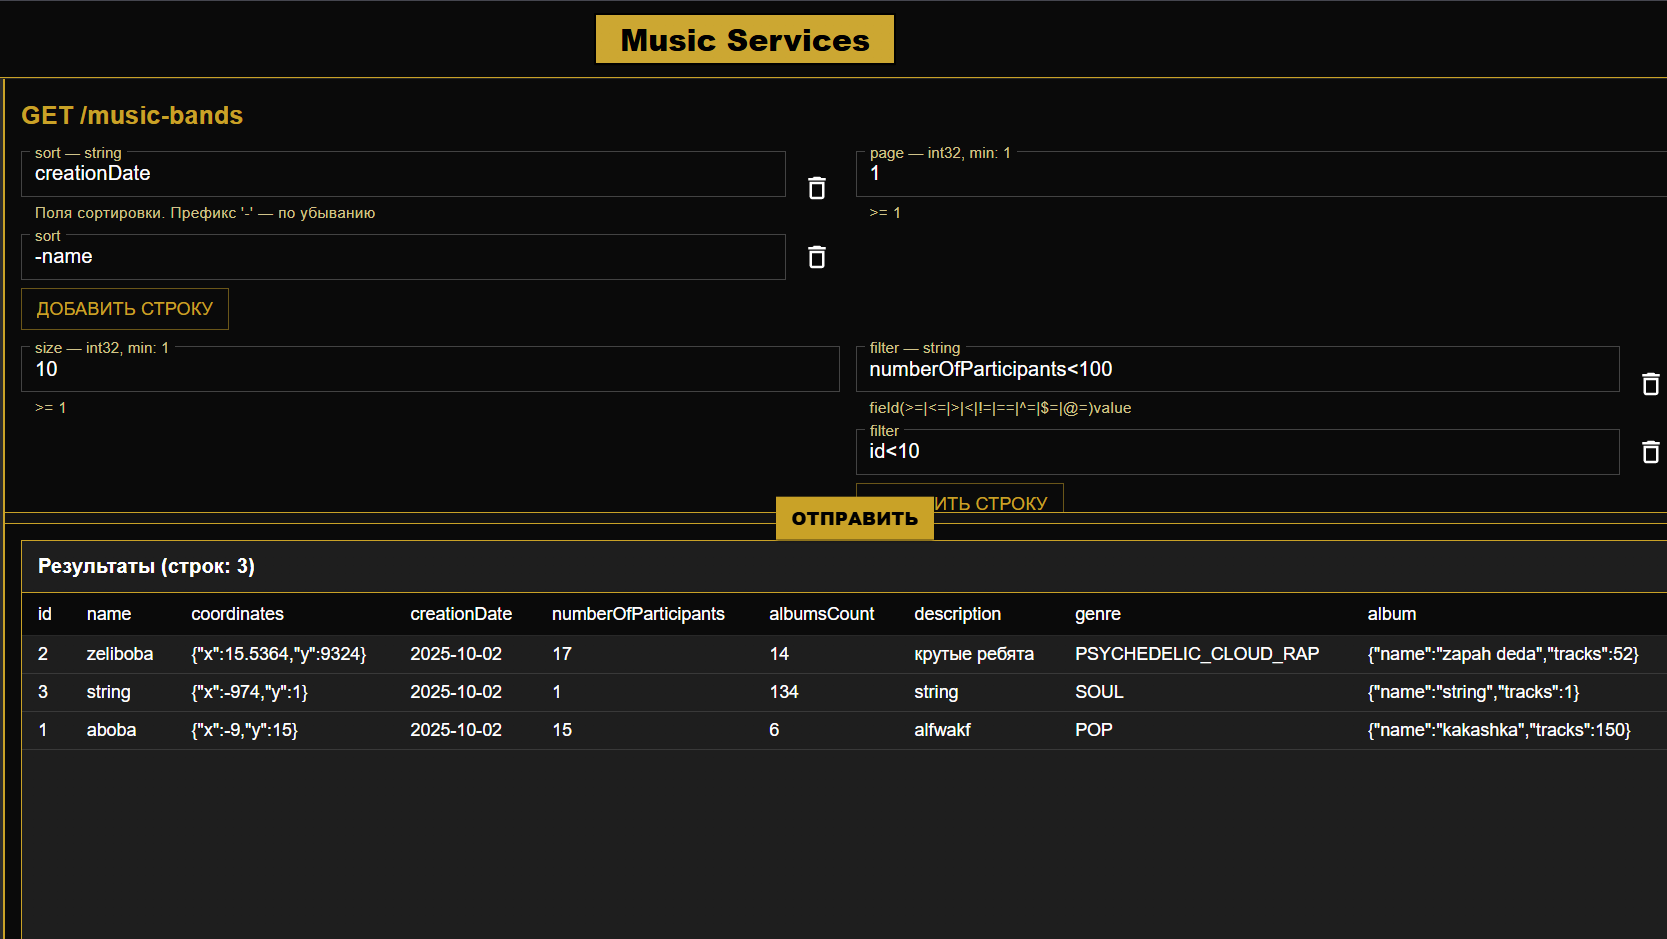 Music Services
GET /music-bands
sort — string
creationDate
Поля сортировки. Префикс '-' — по убыванию
sort
-name
ДОБАВИТЬ СТРОКУ
page — int32, min: 1
1
>= 1
size — int32, min: 1
10
>= 1
filter — string
numberOfParticipants<100
field(>=|<=|>|<|!=|==|^=|$=|@=)value
filter
id<10
ИТЬ СТРОКУ
ОТПРАВИТЬ
Результаты (строк: 3)
id name coordinates creationDate numberOfParticipants albumsCount description genre album
2 zeliboba {"x":15.5364,"y":9324} 2025-10-02 17 14 крутые ребята PSYCHEDELIC_CLOUD_RAP {"name":"zapah deda","tracks":52}
3 string {"x":-974,"y":1} 2025-10-02 1 134 string SOUL {"name":"string","tracks":1}
1 aboba {"x":-9,"y":15} 2025-10-02 15 6 alfwakf POP {"name":"kakashka","tracks":150}